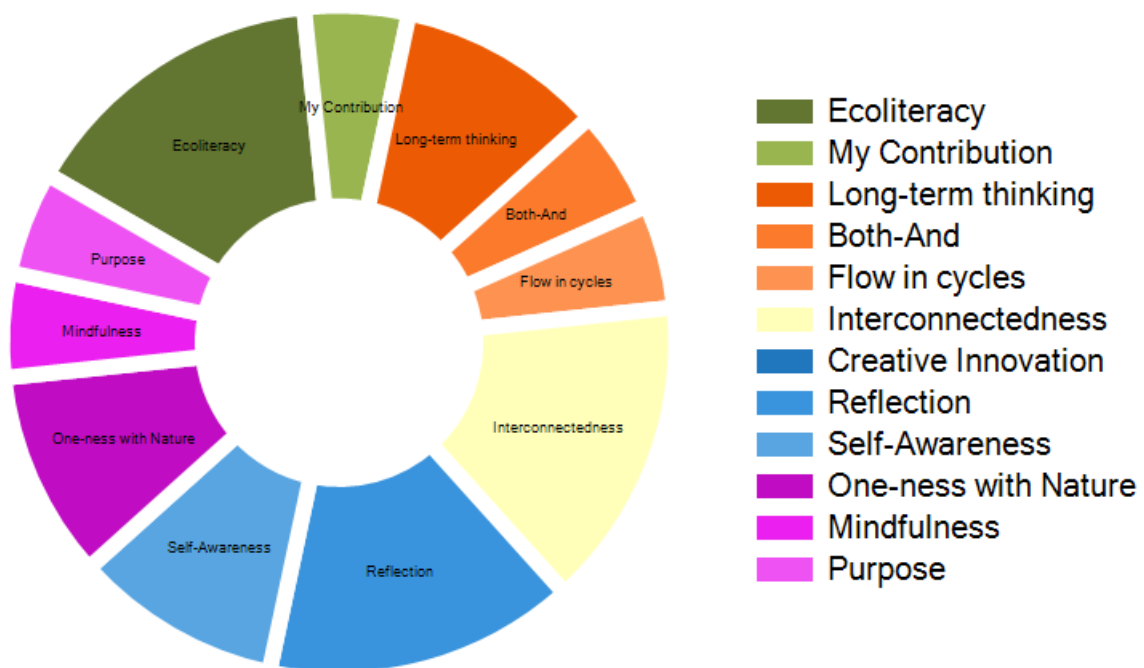 My Contribution
Ecoliteracy
Long-term thinking
Both-And
Purpose
Flow in cycles
Mindfulness
Interconnectedness
One-ness with Nature
Self-Awareness
Reflection
Ecoliteracy
My Contribution
Long-term thinking
Both-And
Flow in cycles
Interconnectedness
Creative Innovation
Reflection
Self-Awareness
One-ness with Nature
Mindfulness
Purpose